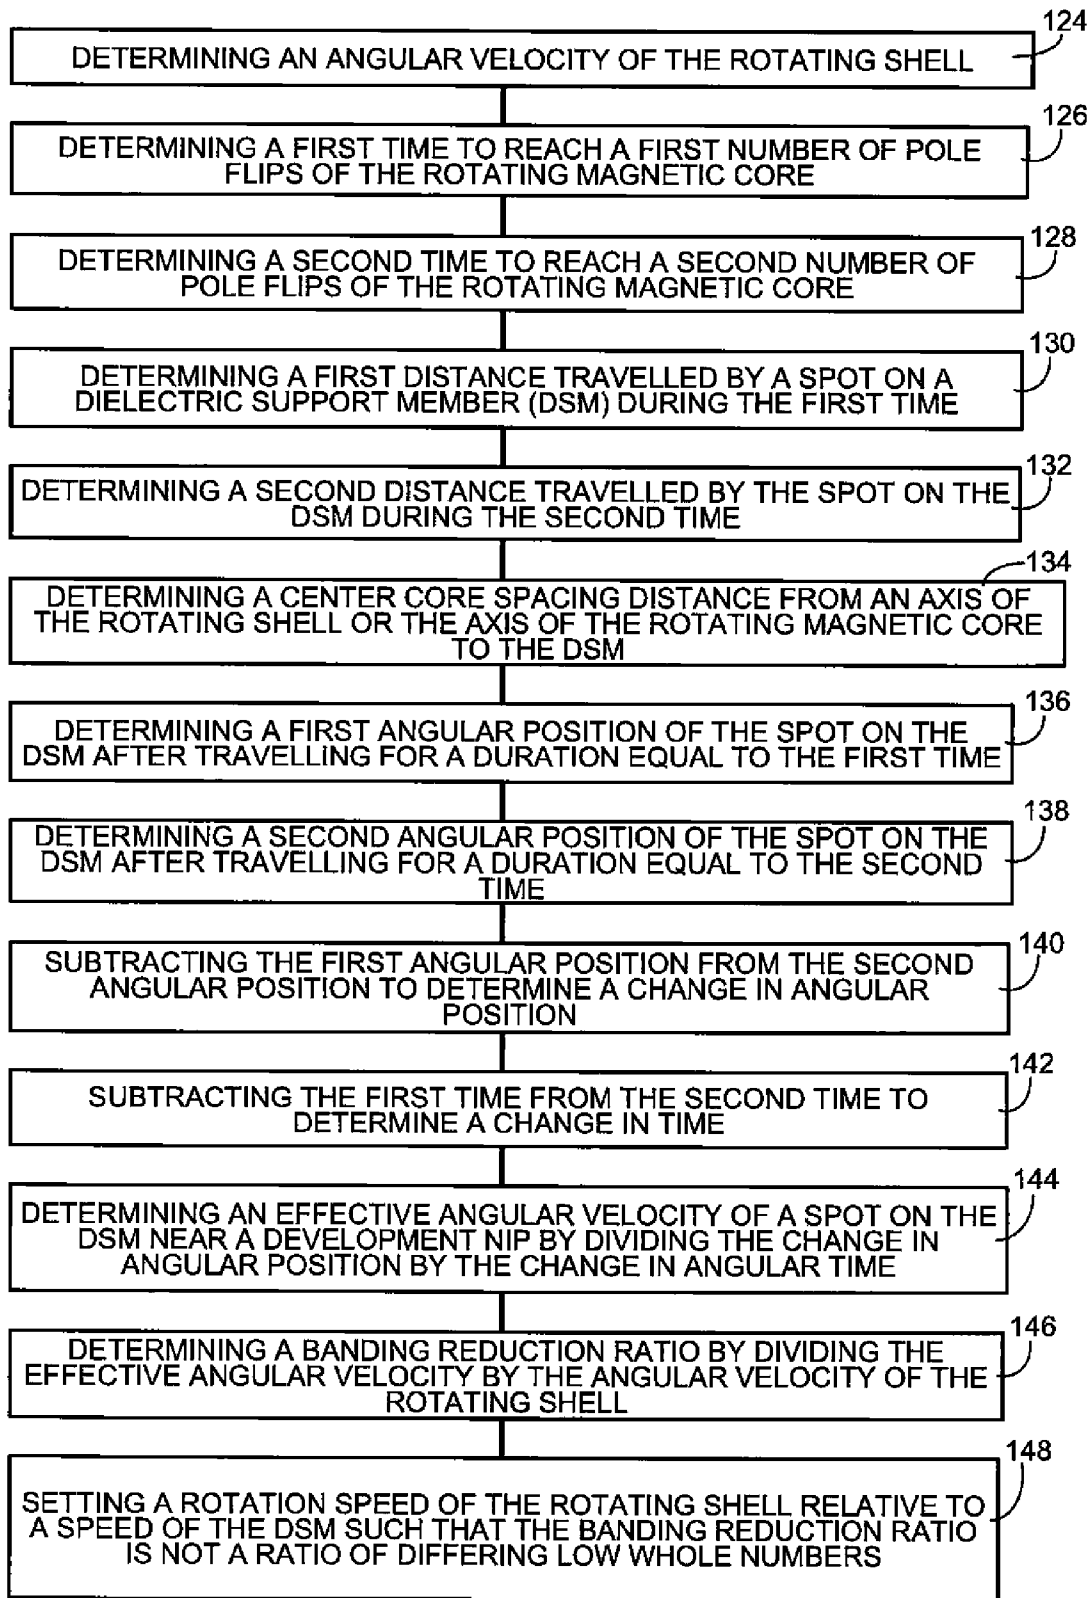 124
DETERMINING AN ANGULAR VELOCITY OF THE ROTATING SHELL
126
DETERMINING A FIRST TIME TO REACH A FIRST NUMBER OF POLE
FLIPS OF THE ROTATING MAGNETIC CORE
128
DETERMINING A SECOND TIME TO REACH A SECOND NUMBER OF
POLE FLIPS OF THE ROTATING MAGNETIC CORE
130
DETERMINING A FIRST DISTANCE TRAVELLED BY A SPOT ON A
DIELECTRIC SUPPORT MEMBER (DSM) DURING THE FIRST TIME
132
DETERMINING A SECOND DISTANCE TRAVELLED BY THE SPOT ON THE
DSM DURING THE SECOND TIME
134
DETERMINING A CENTER CORE SPACING DISTANCE FROM AN AXIS OF
THE ROTATING SHELL OR THE AXIS OF THE ROTATING MAGNETIC CORE
TO THE DSM
136
DETERMINING A FIRST ANGULAR POSITION OF THE SPOT ON THE
DSM AFTER TRAVELLING FOR A DURATION EQUAL TO THE FIRST TIME
138
DETERMINING A SECOND ANGULAR POSITION OF THE SPOT ON THE
DSM AFTER TRAVELLING FOR A DURATION EQUAL TO THE SECOND
TIME
140
SUBTRACTING THE FIRST ANGULAR POSITION FROM THE SECOND
ANGULAR POSITION TO DETERMINE A CHANGE IN ANGULAR
POSITION
142
SUBTRACTING THE FIRST TIME FROM THE SECOND TIME TO
DETERMINE A CHANGE IN TIME
144
DETERMINING AN EFFECTIVE ANGULAR VELOCITY OF A SPOT ON THE
DSM NEAR A DEVELOPMENT NIP BY DIVIDING THE CHANGE IN
ANGULAR POSITION BY THE CHANGE IN ANGULAR TIME
146
DETERMINING A BANDING REDUCTION RATIO BY DIVIDING THE
EFFECTIVE ANGULAR VELOCITY BY THE ANGULAR VELOCITY OF THE
ROTATING SHELL
148
SETTING A ROTATION SPEED OF THE ROTATING SHELL RELATIVE TO
A SPEED OF THE DSM SUCH THAT THE BANDING REDUCTION RATIO
IS NOT A RATIO OF DIFFERING LOW WHOLE NUMBERS